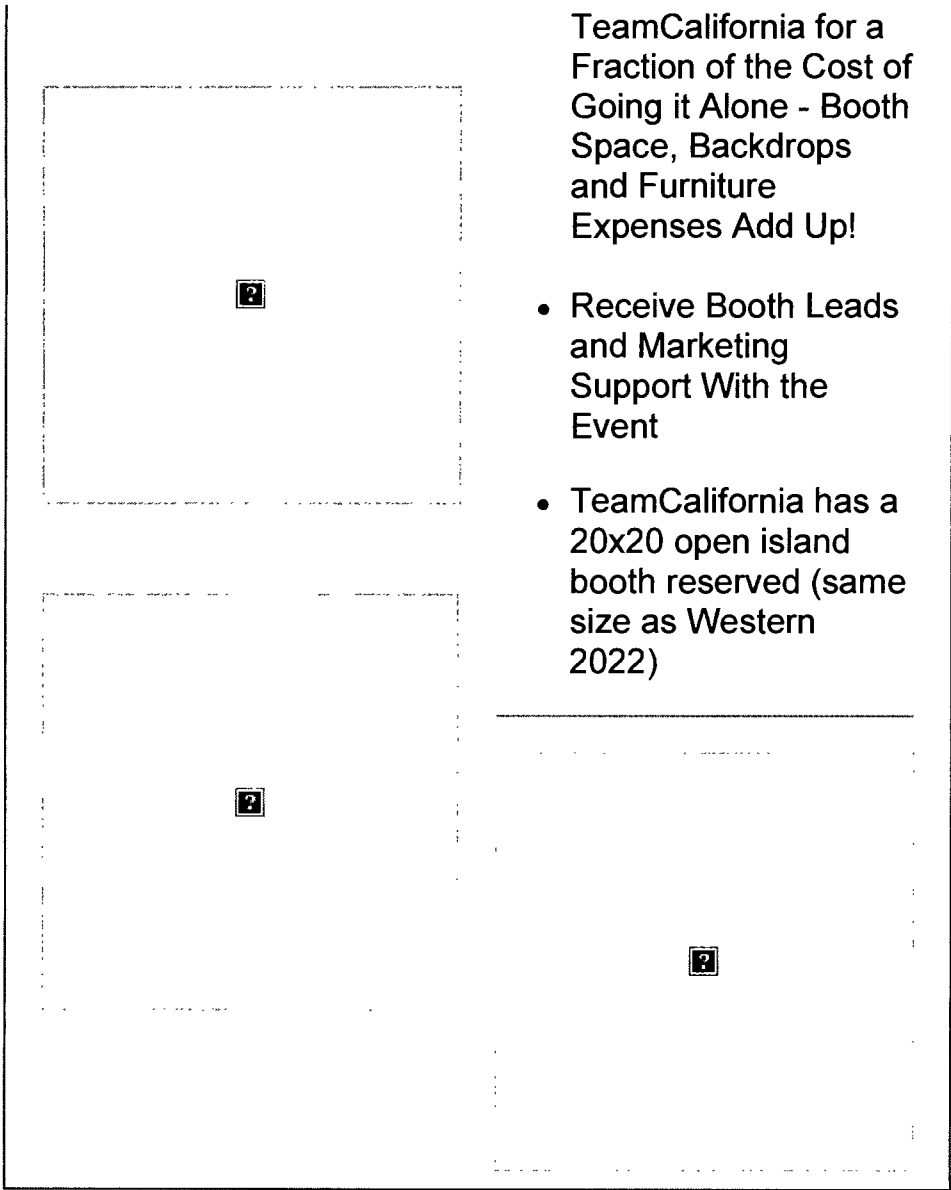 TeamCalifornia for a
Fraction of the Cost of
Going it Alone - Booth
Space, Backdrops
and Furniture
Expenses Add Up!
• Receive Booth Leads
and Marketing
Support With the
Event
• TeamCalifornia has a
20x20 open island
booth reserved (same
size as Western
2022)
?
?
?